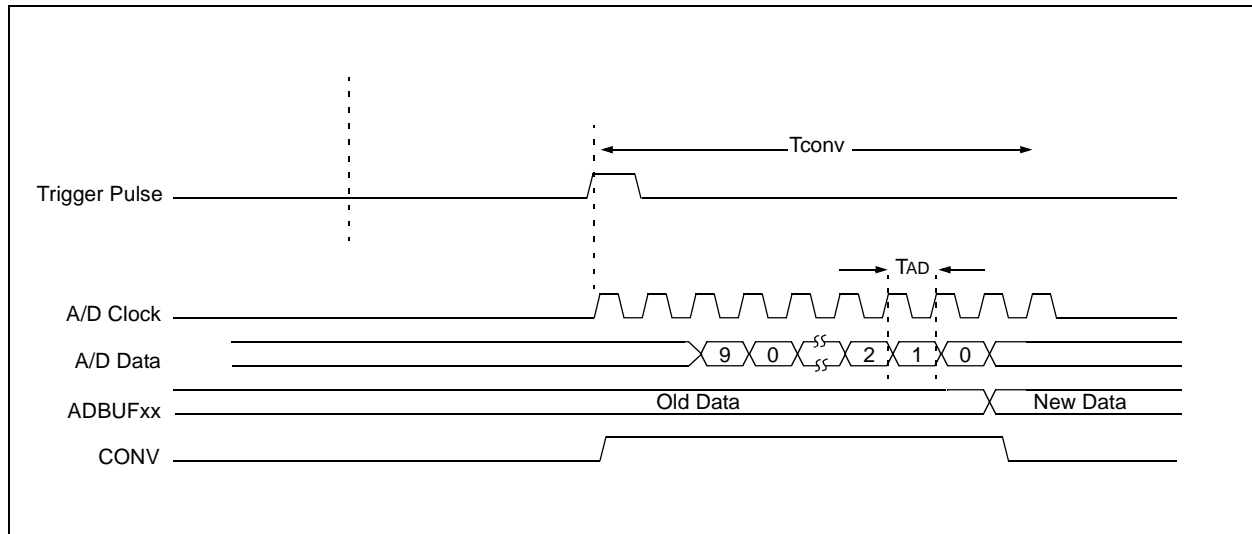 Tconv
Trigger Pulse
TAD
A/D Clock
A/D Data 9 0 2 1 0
ADBUFxx Old Data New Data
CONV